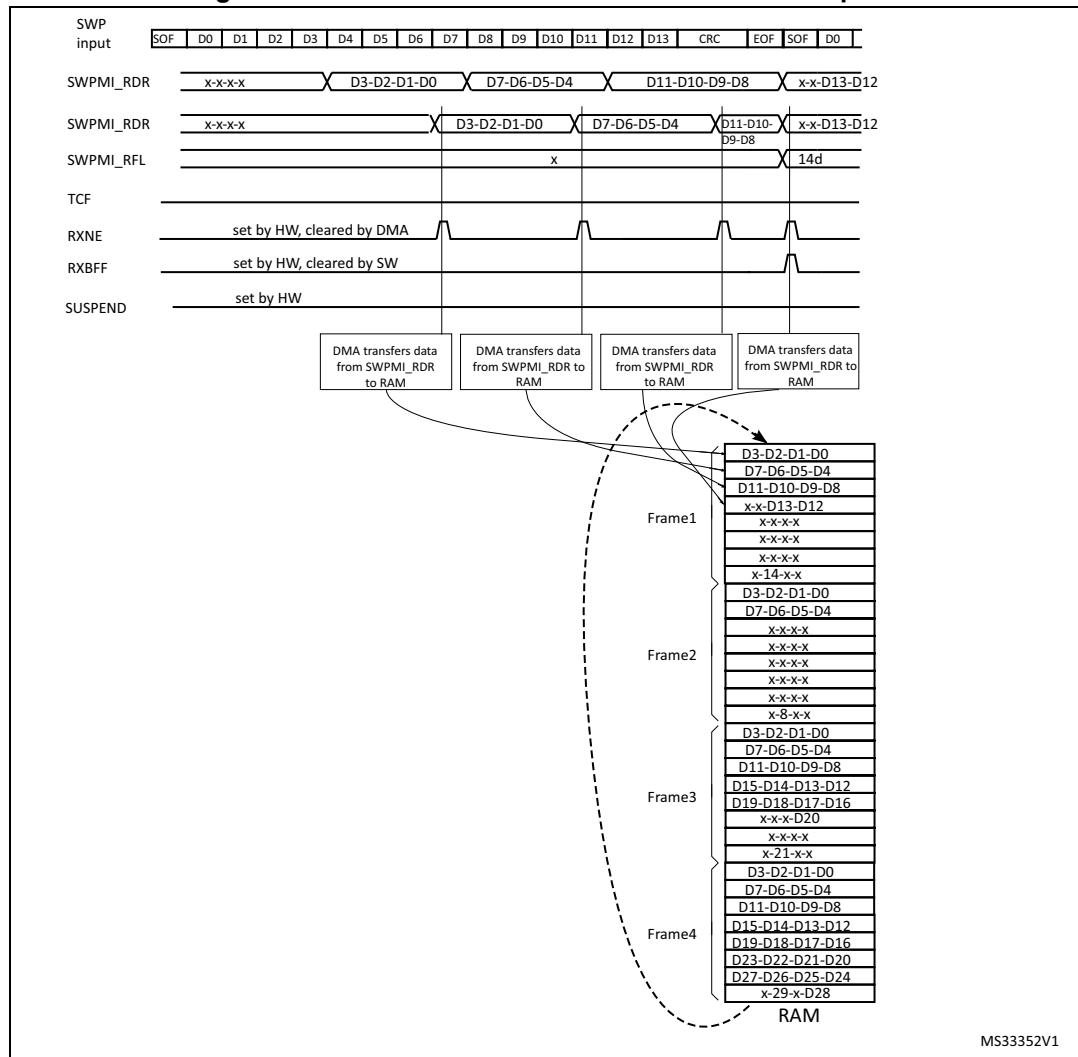 SWP
input
SOF D0 D1 D2 D3 D4 D5 D6 D7 D8 D9 D10 D11 D12 D13 CRC EOF SOF D0
SWPMI_RDR x-x-x-x D3-D2-D1-D0 D7-D6-D5-D4 D11-D10-D9-D8 x-x-D13-D12
SWPMI_RDR x-x-x-x D3-D2-D1-D0 D7-D6-D5-D4 D11-D10- x-x-D13-D12
D9-D8
SWPMI_RFL x 14d
TCF
RXNE set by HW, cleared by DMA
RXBFF set by HW, cleared by SW
SUSPEND set by HW
DMA transfers data
from SWPMI_RDR
to RAM
DMA transfers data
from SWPMI_RDR to
RAM
DMA transfers data
from SWPMI_RDR
to RAM
DMA transfers data
from SWPMI_RDR to
RAM
Frame1
D3-D2-D1-D0
D7-D6-D5-D4
D11-D10-D9-D8
x-x-D13-D12
x-x-x-x
x-x-x-x
x-x-x-x
x-14-x-x
Frame2
D3-D2-D1-D0
D7-D6-D5-D4
x-x-x-x
x-x-x-x
x-x-x-x
x-x-x-x
x-x-x-x
x-8-x-x
Frame3
D3-D2-D1-D0
D7-D6-D5-D4
D11-D10-D9-D8
D15-D14-D13-D12
D19-D18-D17-D16
x-x-x-D20
x-x-x-x
x-21-x-x
Frame4
D3-D2-D1-D0
D7-D6-D5-D4
D11-D10-D9-D8
D15-D14-D13-D12
D19-D18-D17-D16
D23-D22-D21-D20
D27-D26-D25-D24
x-29-x-D28
RAM
MS33352V1